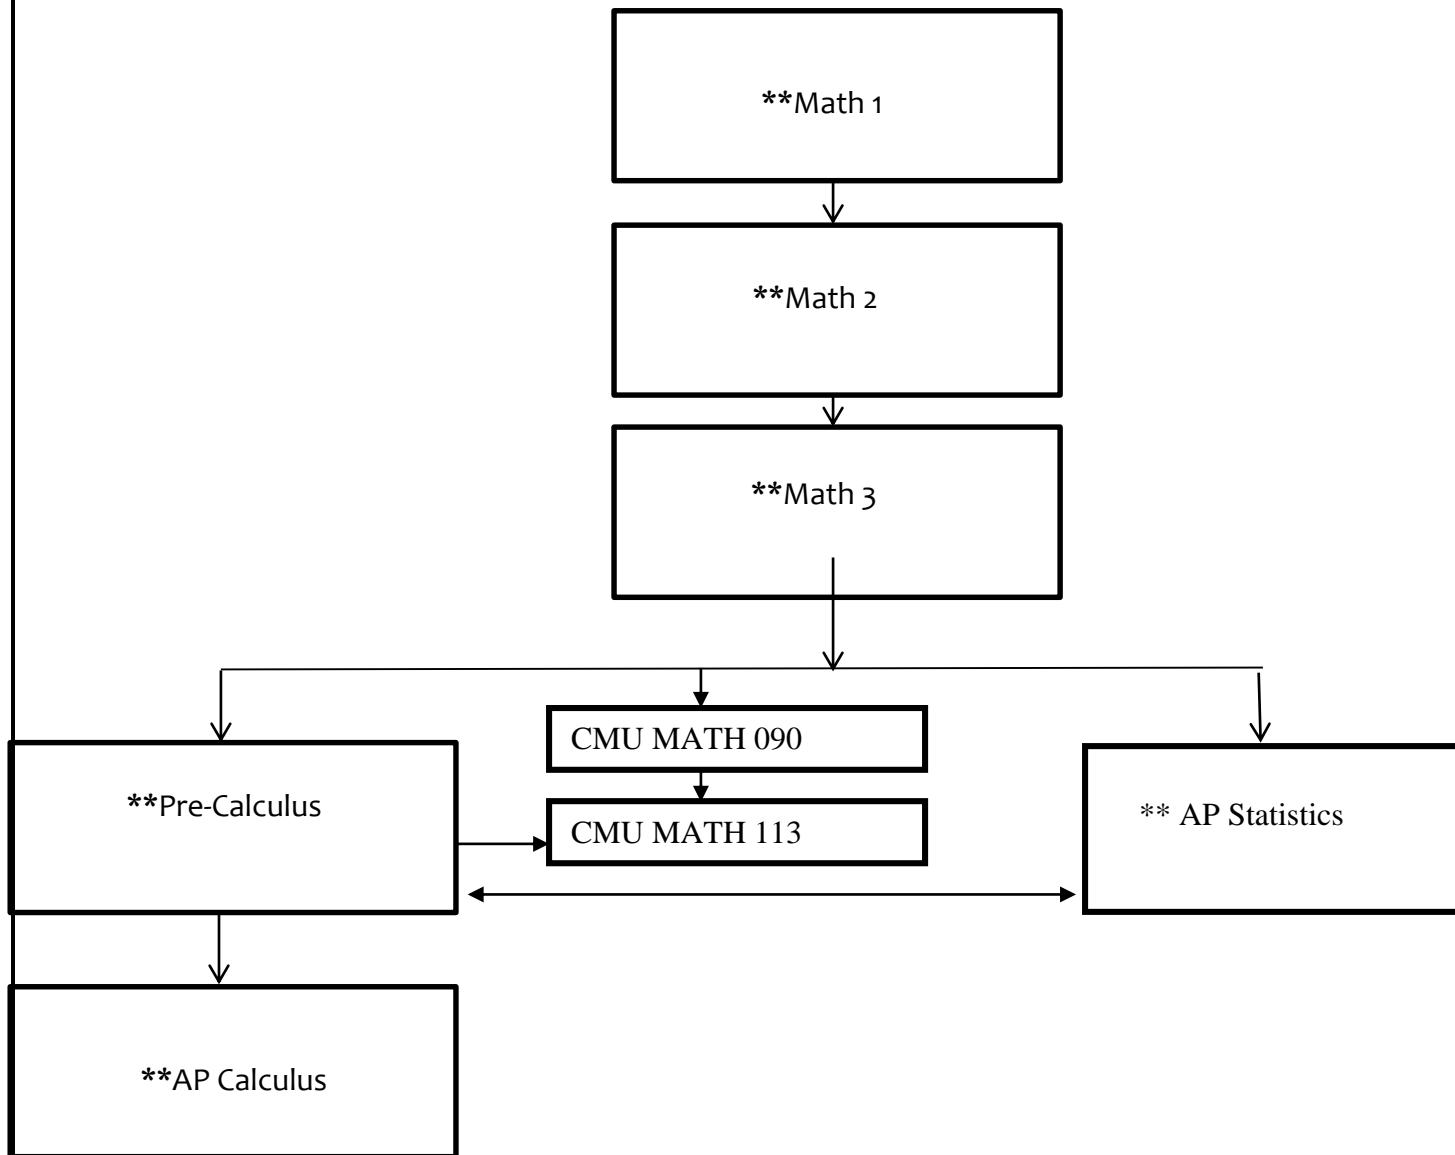 **Math 1
**Math 2
**Math 3
CMU MATH 090
**Pre-Calculus
** AP Statistics
CMU MATH 113
**AP Calculus